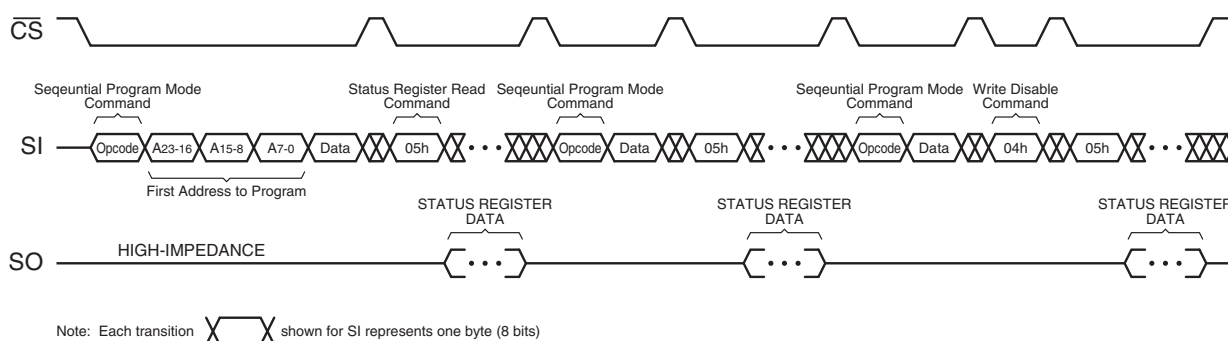 CS
Seqeuntial Program Mode
Command
Status Register Read
Command
Seqeuntial Program Mode
Command
Seqeuntial Program Mode
Command
Write Disable
Command
SI
Opcode
A23-16
A15-8
A7-0
Data
05h
Opcode
Data
05h
Opcode
Data
04h
05h
First Address to Program
STATUS REGISTER
DATA
STATUS REGISTER
DATA
STATUS REGISTER
DATA
SO
HIGH-IMPEDANCE
Note: Each transition shown for SI represents one byte (8 bits)